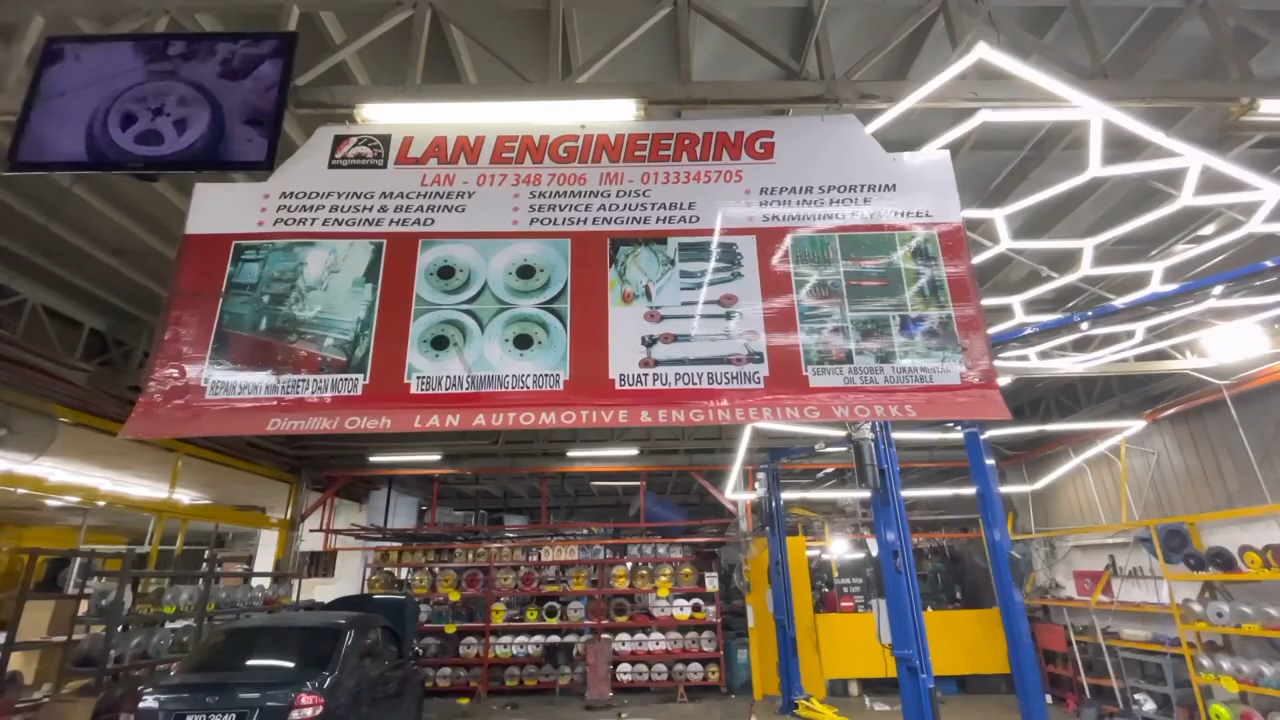 engineering
LAN ENGINEERING
LAN - 017 348 7006 IMI - 0133345705
* MODIFYING MACHINERY
* PUMP BUSH & BEARING
* PORT ENGINE HEAD
* SKIMMING DISC
* SERVICE ADJUSTABLE
* POLISH ENGINE HEAD
* REPAIR SPORTRIM
* BOILING HOLE
* SKIMMING FLYWHEEL
REPAIR SPORT RIM KERETA DAN MOTOR
TEBUK DAN SKIMMING DISC ROTOR
BUAT PU, POLY BUSHING
SERVICE ABSOBER, TUKAR MINYAK
OIL SEAL ADJUSTABLE
Dimiliki Oleh LAN AUTOMOTIVE & ENGINEERING WORKS